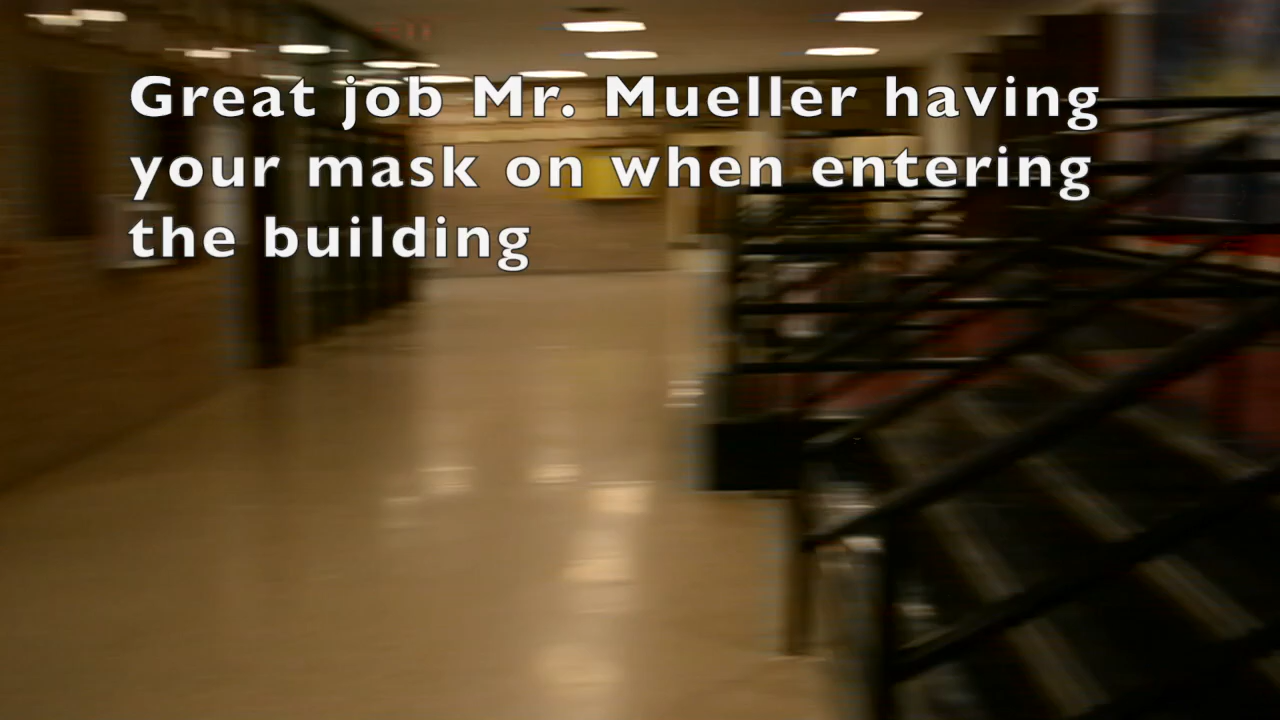 Great job Mr. Mueller having
your mask on when entering
the building